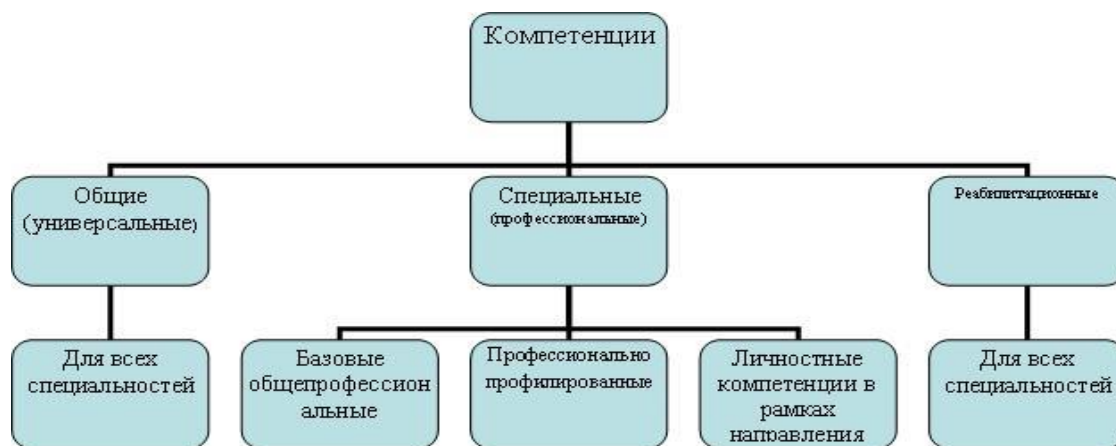 Компетенции
Общие
(универсальные)
Специальные
(профессиональные)
Реабилитационные
Для всех
специальностей
Базовые
общепрофессион
альные
Профессионально
профилированные
Личностные
компетенции в
рамках
направления
Для всех
специальностей